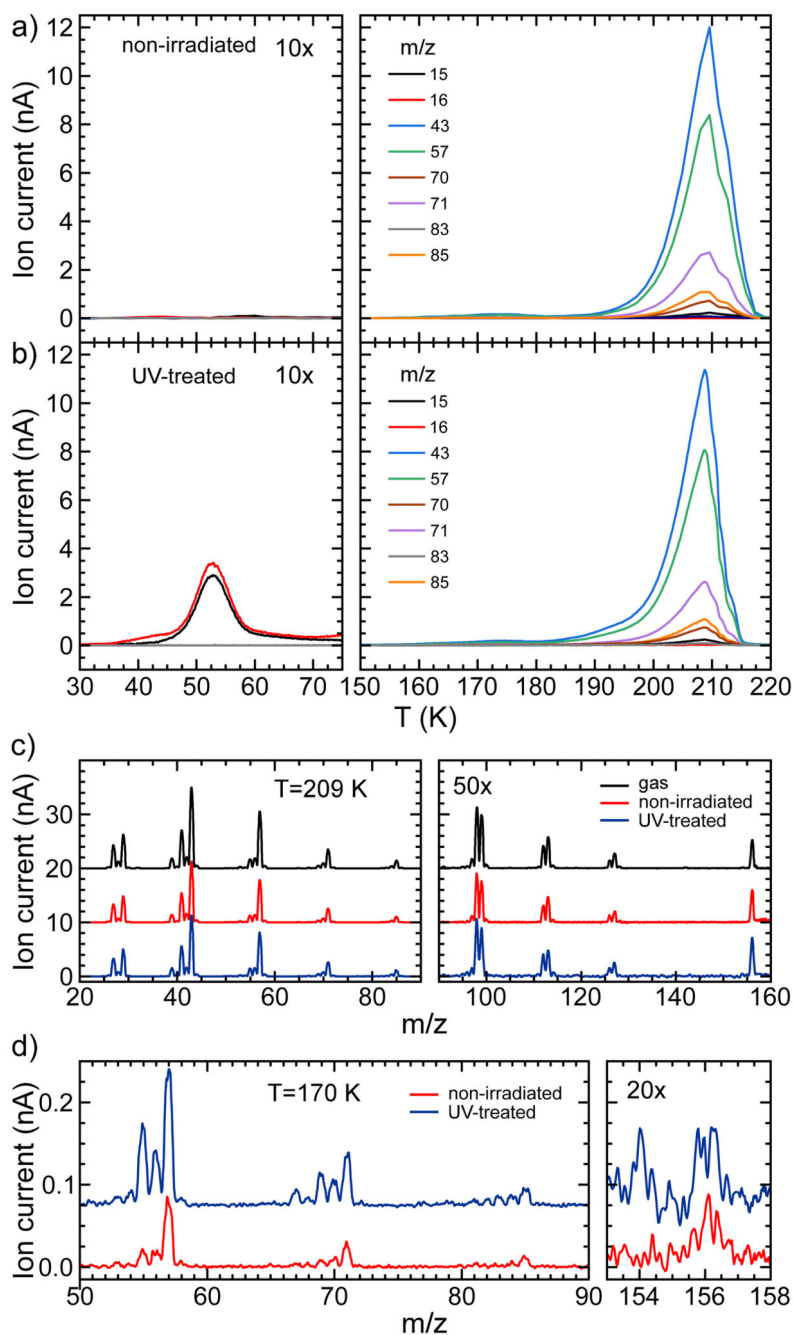 a)
non-irradiated 10x
m/z
15
16
43
57
70
71
83
85
Ion current (nA)
12
10
8
6
4
2
0
b)
UV-treated 10x
m/z
15
16
43
57
70
71
83
85
Ion current (nA)
12
10
8
6
4
2
0
30 40 50 60 70 150 160 170 180 190 200 210 220
T (K)
c)
T=209 K
50x
gas
non-irradiated
UV-treated
Ion current (nA)
30
20
10
0
20 40 60 80 100 120 140 160
m/z m/z
d)
T=170 K
non-irradiated
UV-treated
20x
Ion current (nA)
0.2
0.1
0.0
50 60 70 80 90 154 156 158
m/z m/z